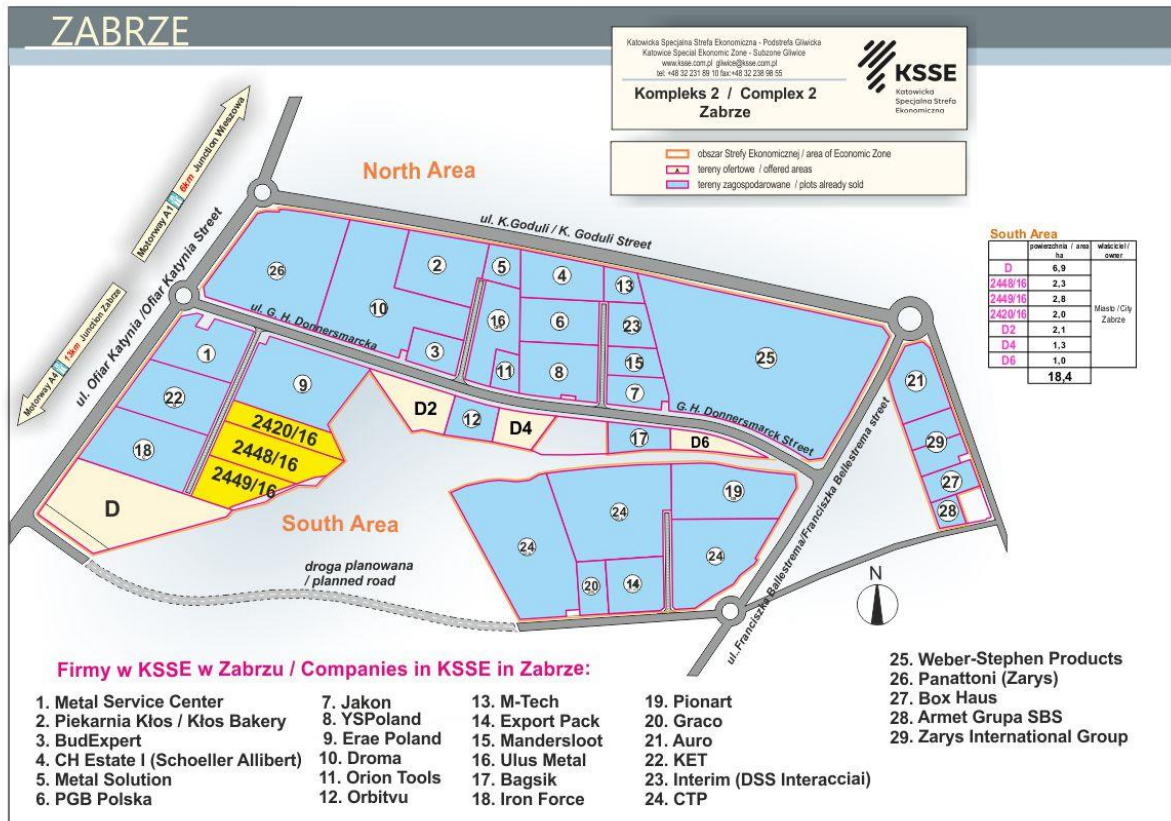 ZABRZE
Katowicka Specjalna Strefa Ekonomiczna - Podstrefa Gliwicka
Katowice Special Ekonomic Zone - Subzone Gliwice
www.ksse.com.pl gliwice@ksse.com.pl
tel: +48 32 231 89 10 fax:+48 32 238 98 55
Kompleks 2 / Complex 2
Zabrze
KSSE
Katowicka
Specjalna Strefa
Ekonomiczna
obszar Strefy Ekonomicznej / area of Economic Zone
A
tereny ofertowe / offered areas
tereny zagospodarowane / plots already sold
Motorway A1 6km Junction Wieszowa
Motorway A4 13km Junction Zabrze
North Area
ul. K.Goduli / K. Goduli Street
ul. Ofiar Katynia /Ofiar Katynia Street
ul. G. H. Donnersmarcka
G.H. Donnersmarck Street
ul..Franciszka Ballestrema/Franciszka Ballestrema street
26
10
2
5
4
13
16
6
23
3
11
8
15
7
25
1
22
18
9
2420/16
2448/16
2449/16
D
D2
12
D4
17
D6
21
29
27
28
24
24
19
24
20
14
South Area
droga planowana
/ planned road
N
South Area
powierzchnia / area
ha
właściciel /
owner
D 6,9
2448/16 2,3
2449/16 2,8
2420/16 2,0
D2 2,1
D4 1,3
D6 1,0
Miasto / City
Zabrze
18,4
Firmy w KSSE w Zabrzu / Companies in KSSE in Zabrze:
1. Metal Service Center
2. Piekarnia Kłos / Kłos Bakery
3. BudExpert
4. CH Estate I (Schoeller Allibert)
5. Metal Solution
6. PGB Polska
7. Jakon
8. YSPoland
9. Erae Poland
10. Droma
11. Orion Tools
12. Orbitvu
13. M-Tech
14. Export Pack
15. Mandersloot
16. Ulus Metal
17. Bagsik
18. Iron Force
19. Pionart
20. Graco
21. Auro
22. KET
23. Interim (DSS Interacciai)
24. CTP
25. Weber-Stephen Products
26. Panattoni (Zarys)
27. Box Haus
28. Armet Grupa SBS
29. Zarys International Group